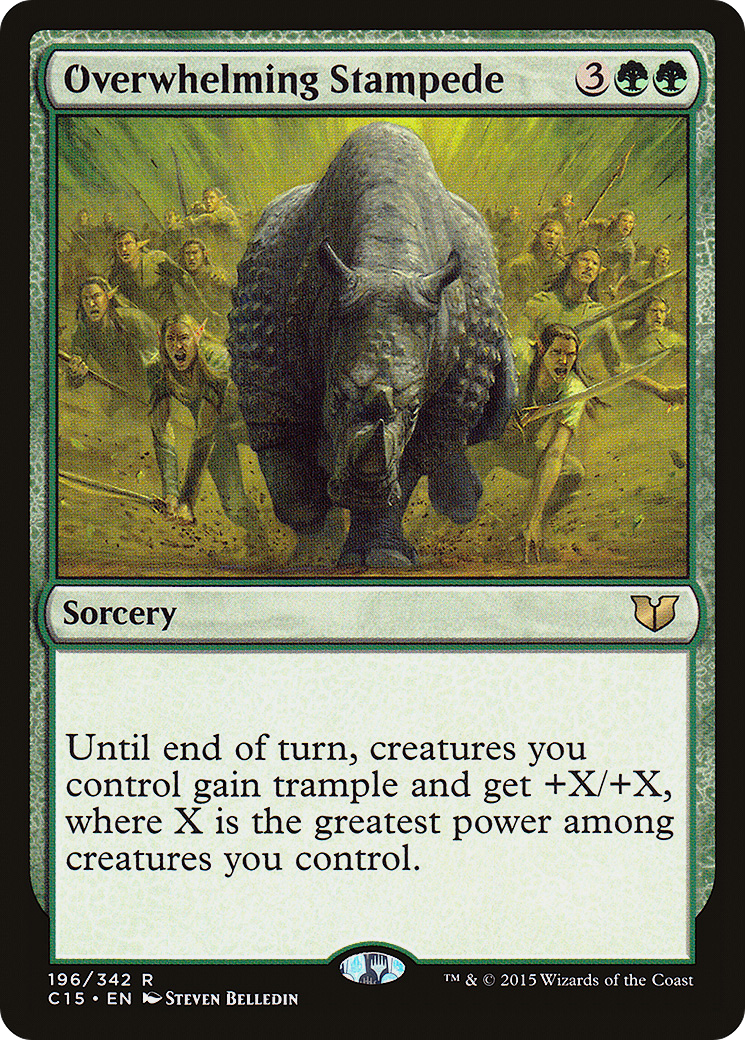 Overwhelming Stampede 3
Sorcery
Until end of turn, creatures you
control gain trample and get +X/+X,
where X is the greatest power among
creatures you control.
196/342 R
C15 • EN Steven Belledin
™ & © 2015 Wizards of the Coast